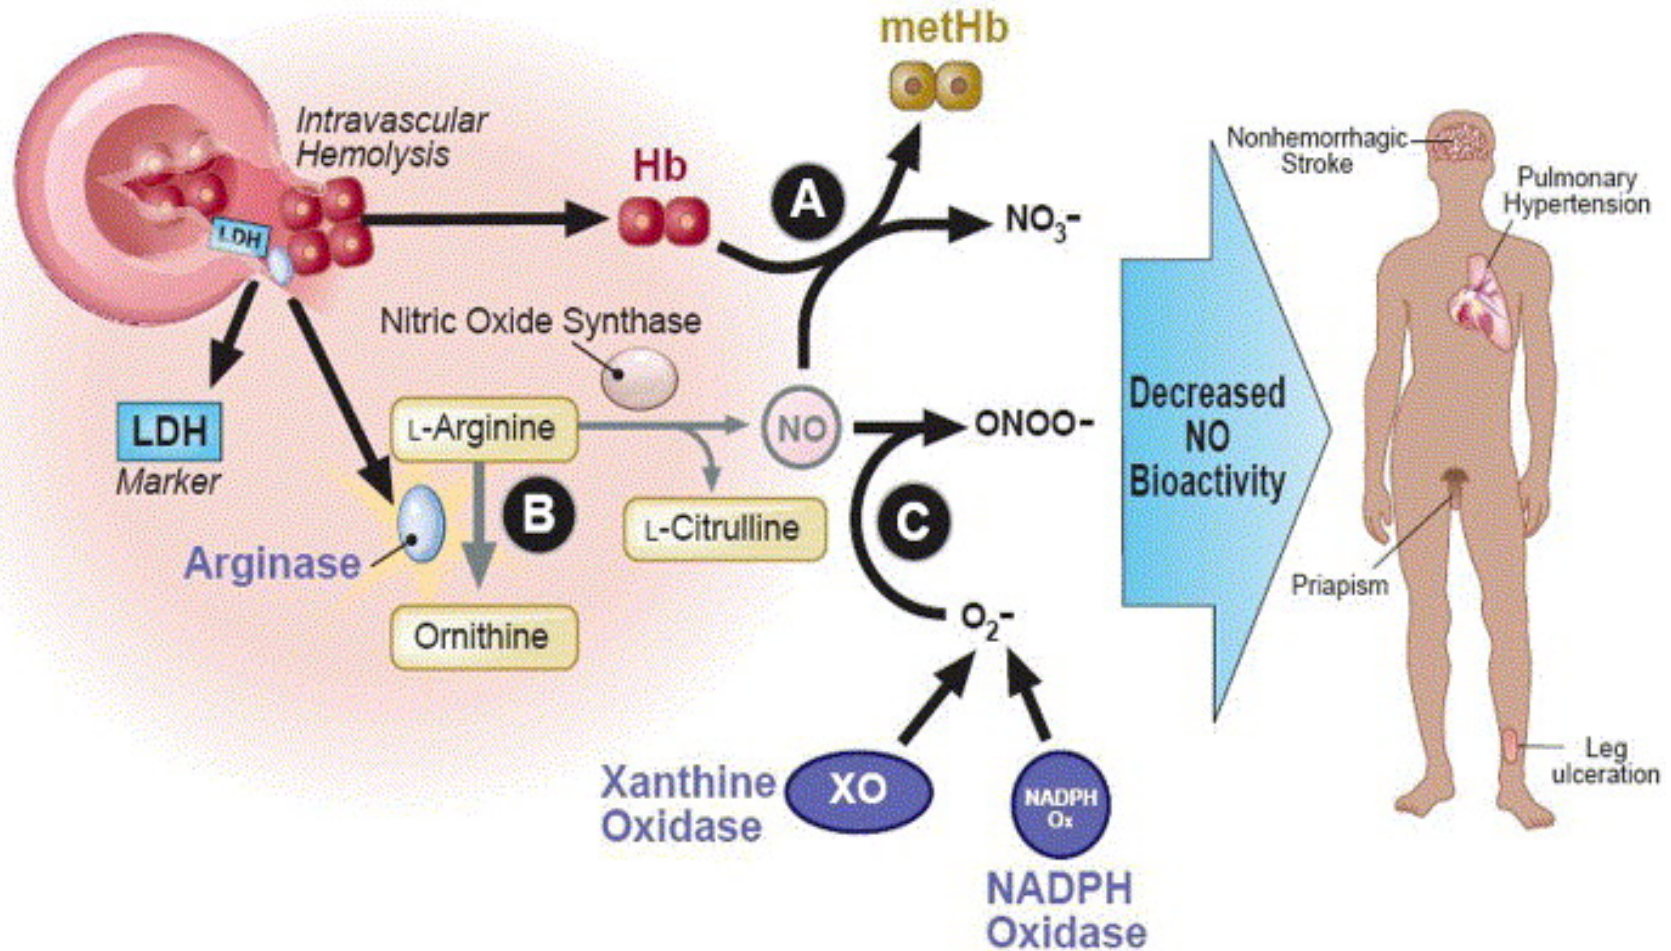 metHb
Intravascular
Hemolysis
Hb
A
NO3−
LDH
Nitric Oxide Synthase
LDH
Marker
L-Arginine
NO
ONOO−
B
L-Citrulline
C
Arginase
Ornithine
O2−
Xanthine
Oxidase
XO
NADPH
Ox
NADPH
Oxidase
Decreased
NO
Bioactivity
Nonhemorrhagic
Stroke
Pulmonary
Hypertension
Priapism
Leg
ulceration